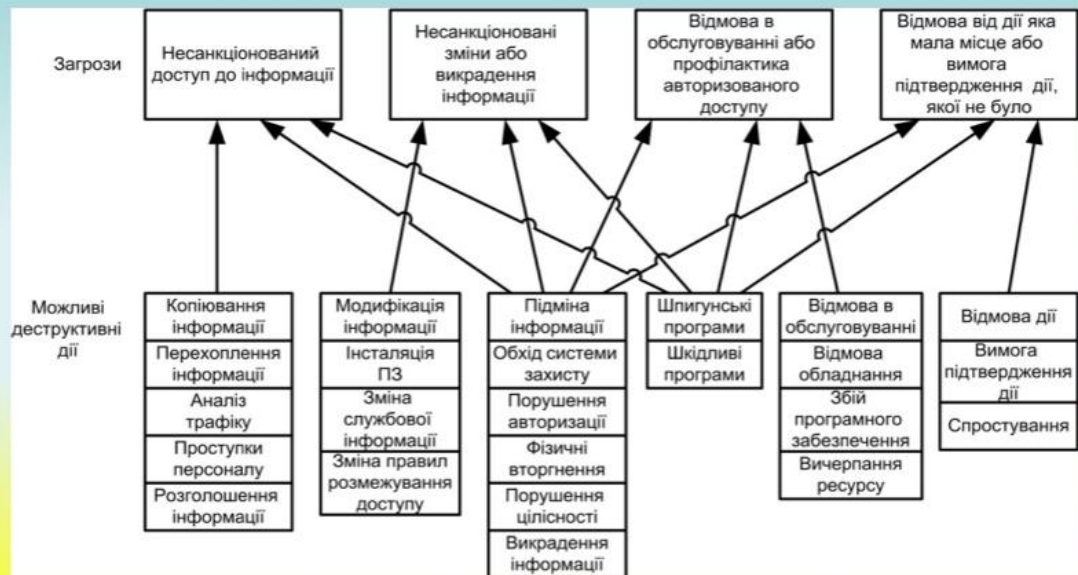 Загрози
Несанкціонований
доступ до інформації
Несанкціоновані
зміни або
викрадення
інформації
Відмова в
обслуговуванні або
профілактика
авторизованого
доступу
Відмова від дії яка
мала місце або
вимога
підтвердження дії,
якої не було
Можливі
деструктивні
дії
Копіювання
інформації
Перехоплення
інформації
Аналіз
трафіку
Проступки
персоналу
Розголошення
інформації
Модифікація
інформації
Інсталяція
ПЗ
Зміна
службової
інформації
Зміна правил
розмежування
доступу
Підміна
інформації
Обхід системи
захисту
Порушення
авторизації
Фізичні
вторгнення
Порушення
цілісності
Викрадення
інформації
Шпигунські
програми
Шкідливі
програми
Відмова в
обслуговуванні
Відмова
обладнання
Збій
програмного
забезпечення
Вичерпання
ресурсу
Відмова дії
Вимога
підтвердження
дії
Спростування